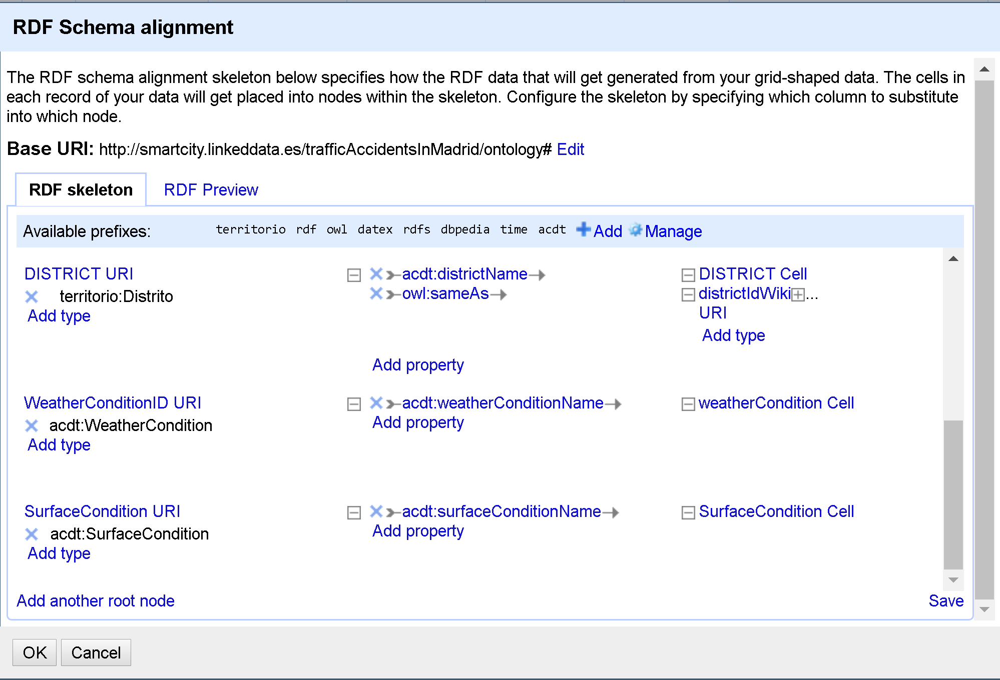 RDF Schema alignment
The RDF schema alignment skeleton below specifies how the RDF data that will get generated from your grid-shaped data. The cells in
each record of your data will get placed into nodes within the skeleton. Configure the skeleton by specifying which column to substitute
into which node.
Base URI: http://smartcity.linkeddata.es/trafficAccidentsInMadrid/ontology# Edit
RDF skeleton RDF Preview
Available prefixes: territorio rdf owl datex rdfs dbpedia time acdt Add Manage
DISTRICT URI acdt:districtName DISTRICT Cell
territorio:Distrito owl:sameAs districtIdWiki...
Add type URI
Add type
Add property
WeatherConditionID URI acdt:weatherConditionName weatherCondition Cell
acdt:WeatherCondition Add property
Add type
SurfaceCondition URI acdt:surfaceConditionName SurfaceCondition Cell
acdt:SurfaceCondition Add property
Add type
Add another root node Save
OK Cancel